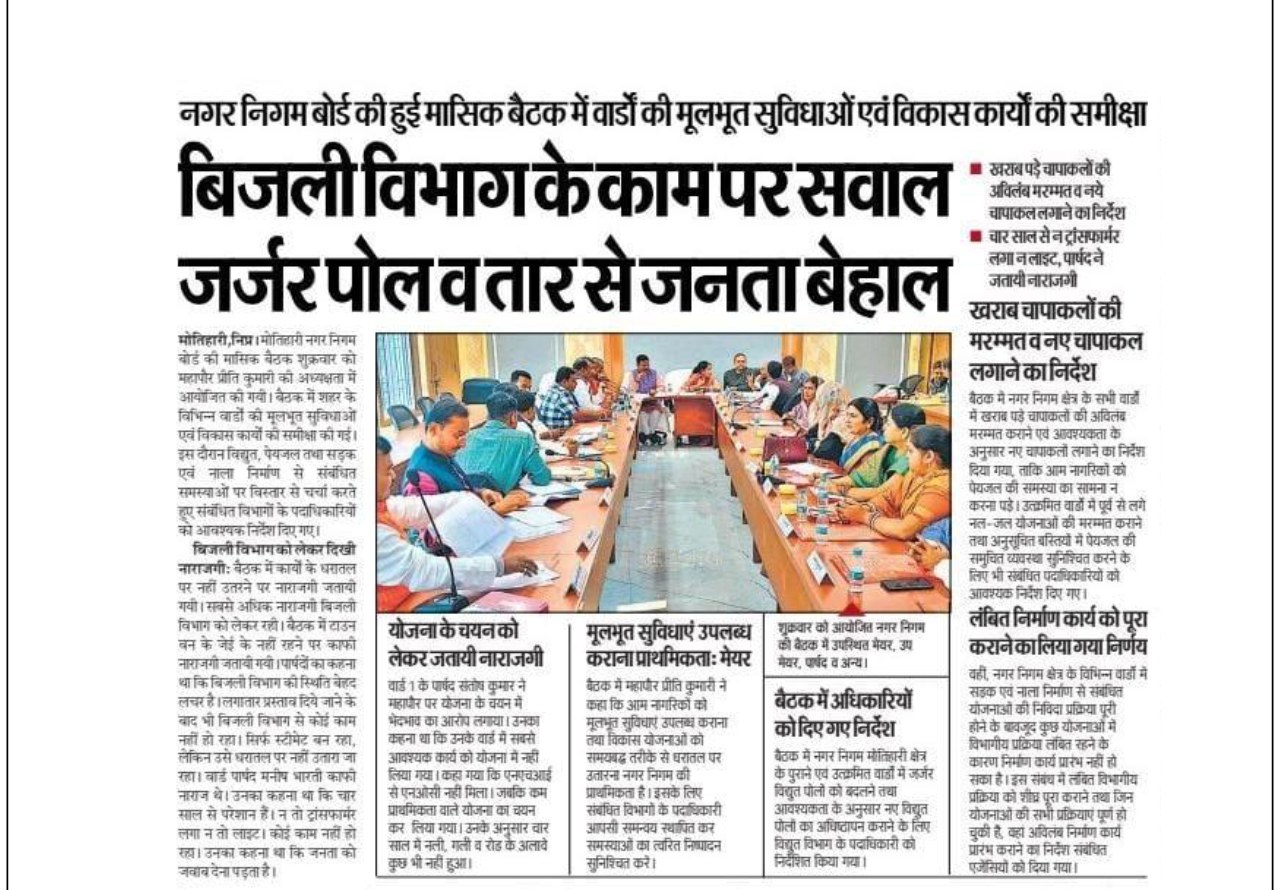 नगर निगम बोर्ड की हुई मासिक बैठक में वार्डों की मूलभूत सुविधाओं एवं विकास कार्यों की समीक्षा
बिजली विभाग के काम पर सवाल
जर्जर पोल व तार से जनता बेहाल
खराब पड़े चापाकलों की
अविलंब मरम्मत व नये
चापाकल लगाने का निर्देश
चार साल से न ट्रांसफार्मर
लगा न लाइट, पार्षद ने
जतायी नाराजगी
मोतिहारी,निप्र।मोतिहारी नगर निगम
बोर्ड की मासिक बैठक शुक्रवार को
महापौर प्रीति कुमारी की अध्यक्षता में
आयोजित की गयी। बैठक में शहर के
विभिन्न वार्डों की मूलभूत सुविधाओं
एवं विकास कार्यों की समीक्षा की गई।
इस दौरान विद्युत, पेयजल तथा सड़क
एवं नाला निर्माण से संबंधित
समस्याओं पर विस्तार से चर्चा करते
हुए संबंधित विभागों के पदाधिकारियों
को आवश्यक निर्देश दिए गए।
बिजली विभाग को लेकर दिखी
नाराजगी: बैठक में कार्यों के धरातल
पर नहीं उतरने पर नाराजगी जतायी
गयी। सबसे अधिक नाराजगी बिजली
विभाग को लेकर रही। बैठक में टाउन
वन के जेई के नहीं रहने पर काफी
नाराजगी जतायी गयी। पार्षदों का कहना
था कि बिजली विभाग की स्थिति बेहद
लचर है। लगातार प्रस्ताव दिये जाने के
बाद भी बिजली विभाग से कोई काम
नहीं हो रहा। सिर्फ स्टीमेट बन रहा,
लेकिन उसे धरातल पर नहीं उतारा जा
रहा। वार्ड पार्षद मनीष भारती काफी
नाराज थे। उनका कहना था कि चार
साल से परेशान हैं। न तो ट्रांसफार्मर
लगा न तो लाइट। कोई काम नहीं हो
रहा। उनका कहना था कि जनता को
जवाब देना पड़ता है।
योजना के चयन को
लेकर जतायी नाराजगी
वार्ड 1 के पार्षद संतोष कुमार ने
महापौर पर योजना के चयन में
भेदभाव का आरोप लगाया। उनका
कहना था कि उनके वार्ड में सबसे
आवश्यक कार्य को योजना में नहीं
लिया गया। कहा गया कि एनएचआई
से एनओसी नहीं मिला। जबकि कम
प्राथमिकता वाले योजना का चयन
कर लिया गया। उनके अनुसार चार
साल में नली, गली व रोड के अलावे
कुछ भी नहीं हुआ।
मूलभूत सुविधाएं उपलब्ध
कराना प्राथमिकता: मेयर
बैठक में महापौर प्रीति कुमारी ने
कहा कि आम नागरिकों को
मूलभूत सुविधाएं उपलब्ध कराना
तथा विकास योजनाओं को
समयबद्ध तरीके से धरातल पर
उतारना नगर निगम की
प्राथमिकता है। इसके लिए
संबंधित विभागों के पदाधिकारी
आपसी समन्वय स्थापित कर
समस्याओं का त्वरित निष्पादन
सुनिश्चित करें।
शुक्रवार को आयोजित नगर निगम
की बैठक में उपस्थित मेयर, उप
मेयर, पार्षद व अन्य।
बैठक में अधिकारियों
को दिए गए निर्देश
बैठक में नगर निगम मोतिहारी क्षेत्र
के पुराने एवं उत्क्रमित वार्डों में जर्जर
विद्युत पोलों को बदलने तथा
आवश्यकता के अनुसार नए विद्युत
पोलों का अधिष्ठापन कराने के लिए
विद्युत विभाग के पदाधिकारी को
निर्देशित किया गया।
खराब चापाकलों की
मरम्मत व नए चापाकल
लगाने का निर्देश
बैठक में नगर निगम क्षेत्र के सभी वार्डों
में खराब पड़े चापाकलों की अविलंब
मरम्मत कराने एवं आवश्यकता के
अनुसार नए चापाकलों लगाने का निर्देश
दिया गया, ताकि आम नागरिकों को
पेयजल की समस्या का सामना न
करना पड़े। उत्क्रमित वार्डों में पूर्व से लगे
नल-जल योजनाओं की मरम्मत कराने
तथा अनुसूचित बस्तियों में पेयजल की
समुचित व्यवस्था सुनिश्चित करने के
लिए भी संबंधित पदाधिकारियों को
आवश्यक निर्देश दिए गए।
लंबित निर्माण कार्य को पूरा
कराने का लिया गया निर्णय
वहीं, नगर निगम क्षेत्र के विभिन्न वार्डों में
सड़क एवं नाला निर्माण से संबंधित
योजनाओं की निविदा प्रक्रिया पूरी
होने के बावजूद कुछ योजनाओं में
विभागीय प्रक्रिया लंबित रहने के
कारण निर्माण कार्य प्रारंभ नहीं हो
सका है। इस संबंध में लंबित विभागीय
प्रक्रिया को शीघ्र पूरा कराने तथा जिन
योजनाओं की सभी प्रक्रियाएं पूर्ण हो
चुकी है, वहां अविलंब निर्माण कार्य
प्रारंभ कराने का निर्देश संबंधित
एजेंसियों को दिया गया।